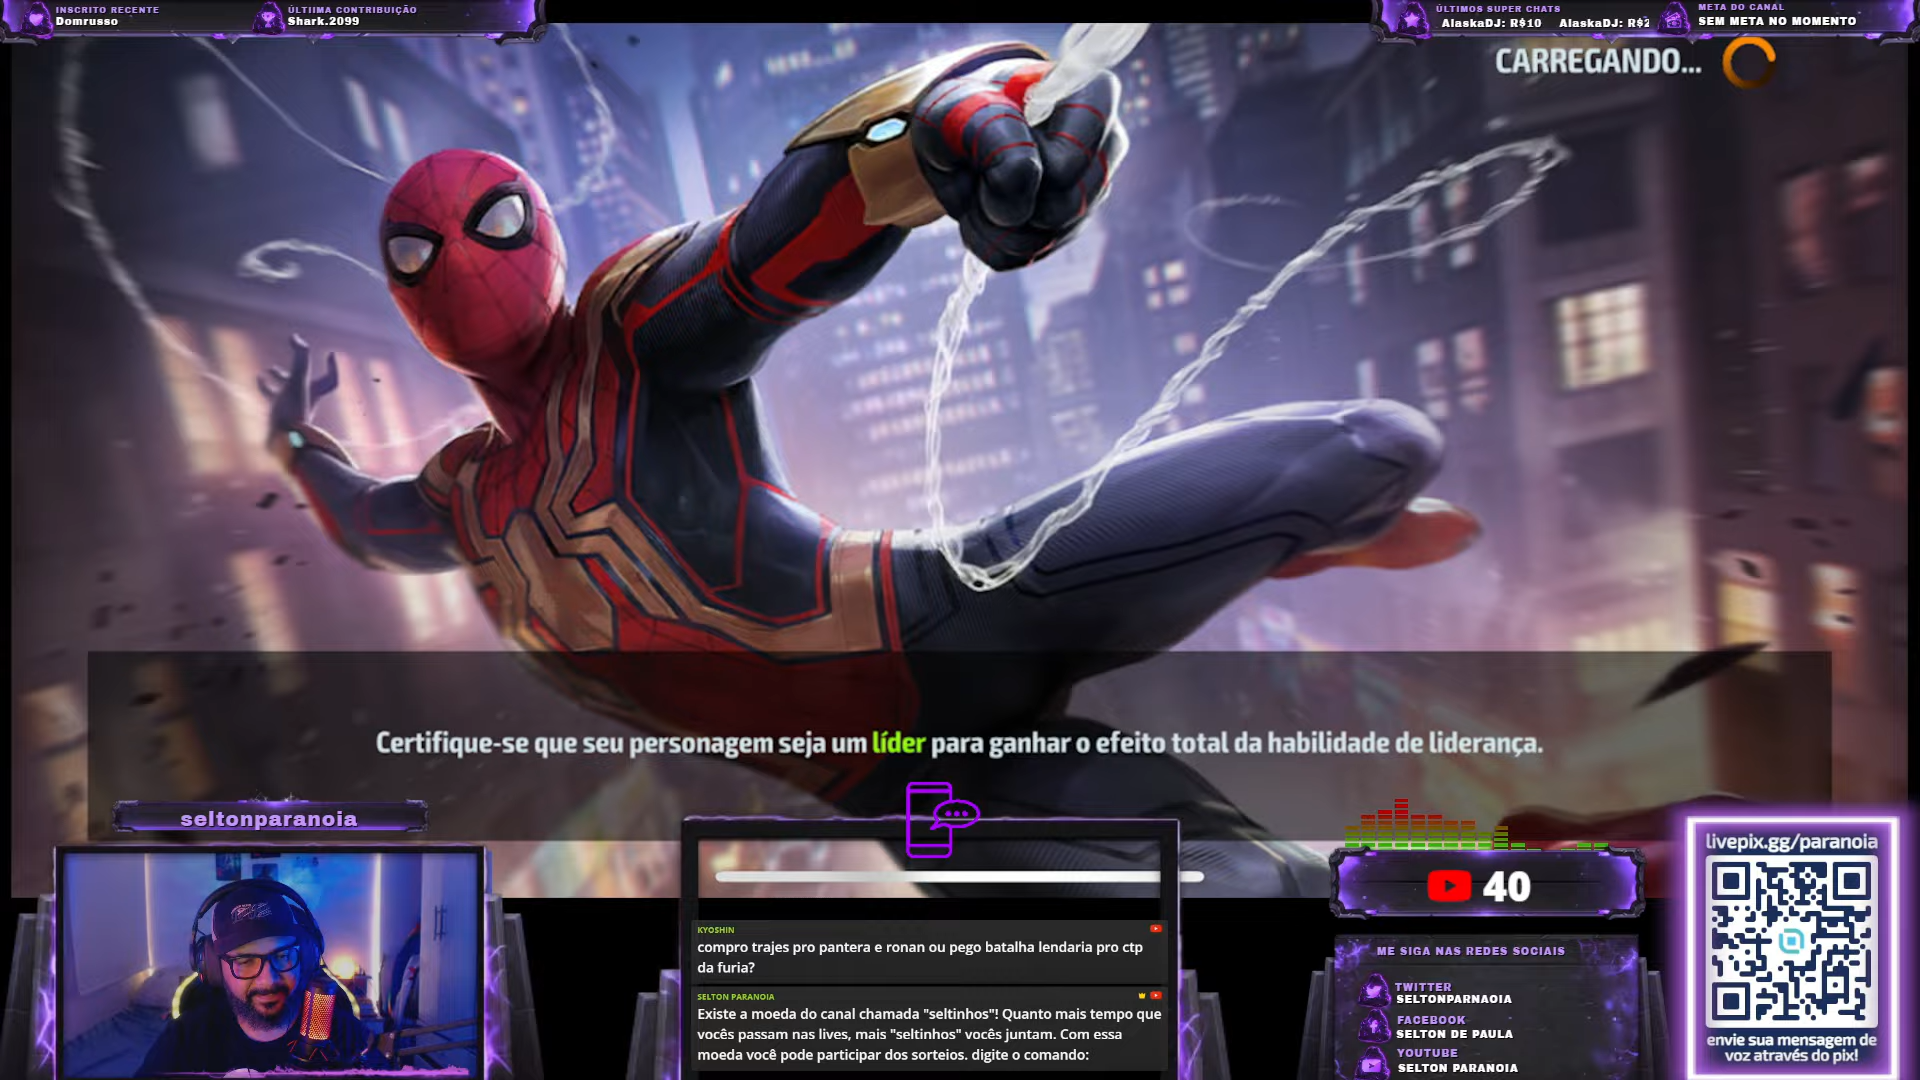 INSCRITO RECENTE
Domrusso
ÚLTIIMA CONTRIBUIÇÃO
Shark.2099
ÚLTIMOS SUPER CHATS
AlaskaDJ: R$10 AlaskaDJ: R$2
META DO CANAL
SEM META NO MOMENTO
CARREGANDO...
Certifique-se que seu personagem seja um líder para ganhar o efeito total da habilidade de liderança.
seltonparanoia
KYOSHIN
compro trajes pro pantera e ronan ou pego batalha lendaria pro ctp
da furia?
SELTON PARANOIA
Existe a moeda do canal chamada "seltinhos"! Quanto mais tempo que
vocês passam nas lives, mais "seltinhos" vocês juntam. Com essa
moeda você pode participar dos sorteios. digite o comando:
40
ME SIGA NAS REDES SOCIAIS
TWITTER
SELTONPARNAOIA
FACEBOOK
SELTON DE PAULA
YOUTUBE
SELTON PARANOIA
livepix.gg/paranoia
envie sua mensagem de
voz através do pix!